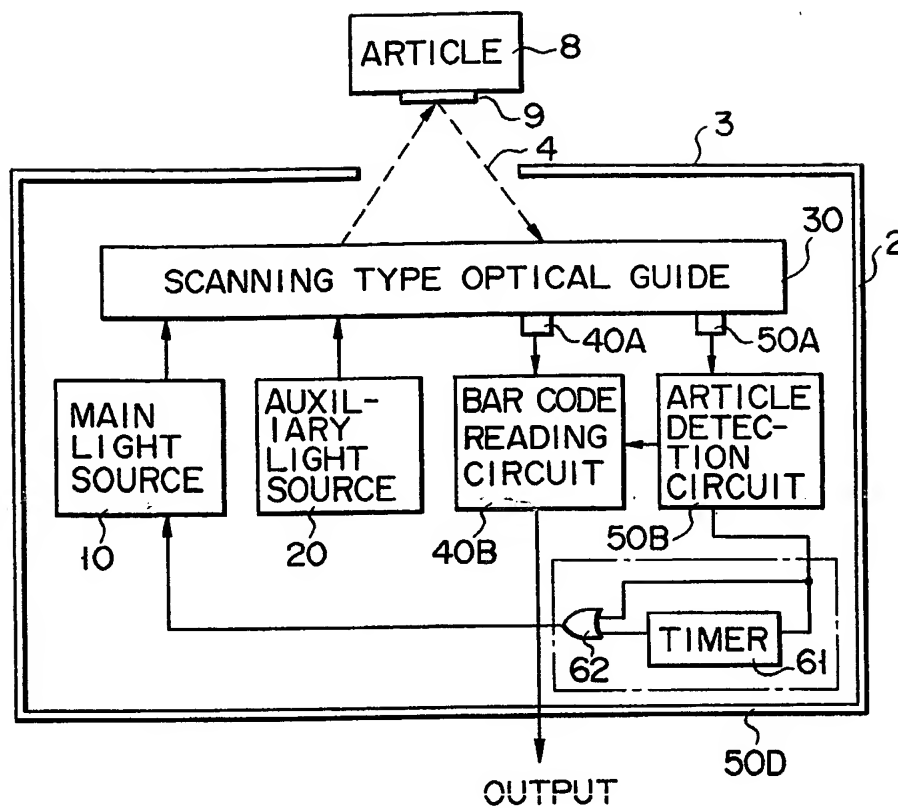 ARTICLE
8
9
4
3
30
2
SCANNING TYPE OPTICAL GUIDE
40A
50A
MAIN
LIGHT
SOURCE
10
AUXIL-
IARY
LIGHT
SOURCE
20
BAR CODE
READING
CIRCUIT
40B
ARTICLE
DETEC-
TION
CIRCUIT
50B
62
TIMER
61
50D
OUTPUT